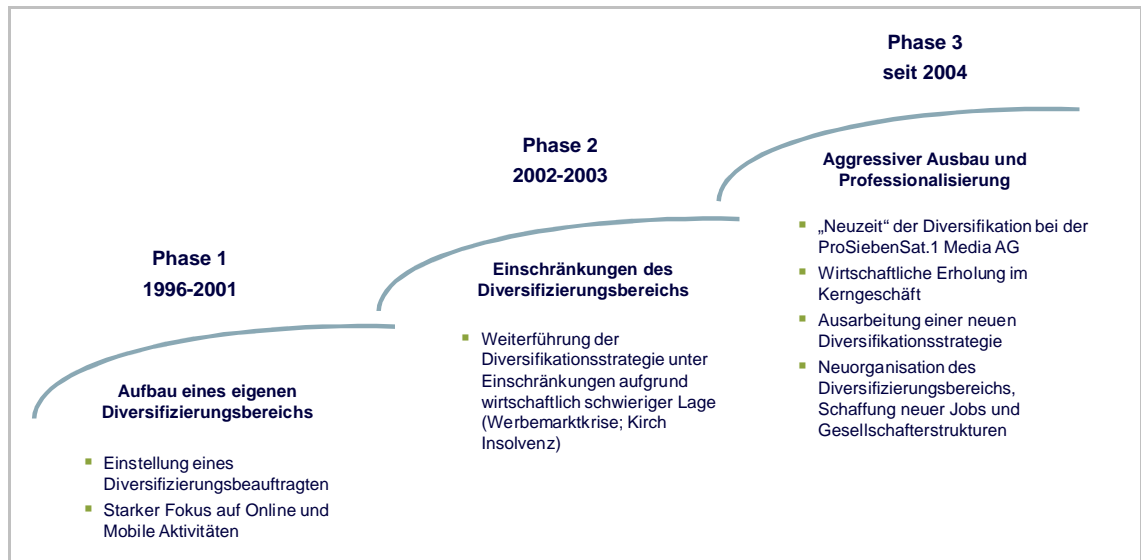 Phase 1
1996-2001
Aufbau eines eigenen
Diversifizierungsbereichs
Einstellung eines
Diversifizierungsbeauftragten
Starker Fokus auf Online und
Mobile Aktivitäten
Phase 2
2002-2003
Einschränkungen des
Diversifizierungsbereichs
Weiterführung der
Diversifikationsstrategie unter
Einschränkungen aufgrund
wirtschaftlich schwieriger Lage
(Werbemarktkrise; Kirch
Insolvenz)
Phase 3
seit 2004
Aggressiver Ausbau und
Professionalisierung
„Neuzeit“ der Diversifikation bei der
ProSiebenSat.1 Media AG
Wirtschaftliche Erholung im
Kerngeschäft
Ausarbeitung einer neuen
Diversifikationsstrategie
Neuorganisation des
Diversifizierungsbereichs,
Schaffung neuer Jobs und
Gesellschafterstrukturen